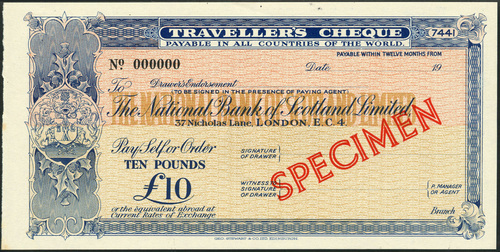 TRAVELLER'S CHEQUE
PAYABLE IN ALL COUNTRIES OF THE WORLD.
(7441)
PAYABLE WITHIN TWELVE MONTHS FROM
No 000000
Date 19
To Drawer's Endorsement
(TO BE SIGNED IN THE PRESENCE OF PAYING AGENT)
The National Bank of Scotland Limited
37 Nicholas Lane, LONDON, E.C.4.
SPECIMEN
Pay Self or Order
TEN POUNDS
£10
or the equivalent abroad at
Current Rates of Exchange
SIGNATURE
OF DRAWER
WITNESS
SIGNATURE
OF DRAWER
P. MANAGER
OR AGENT
Branch